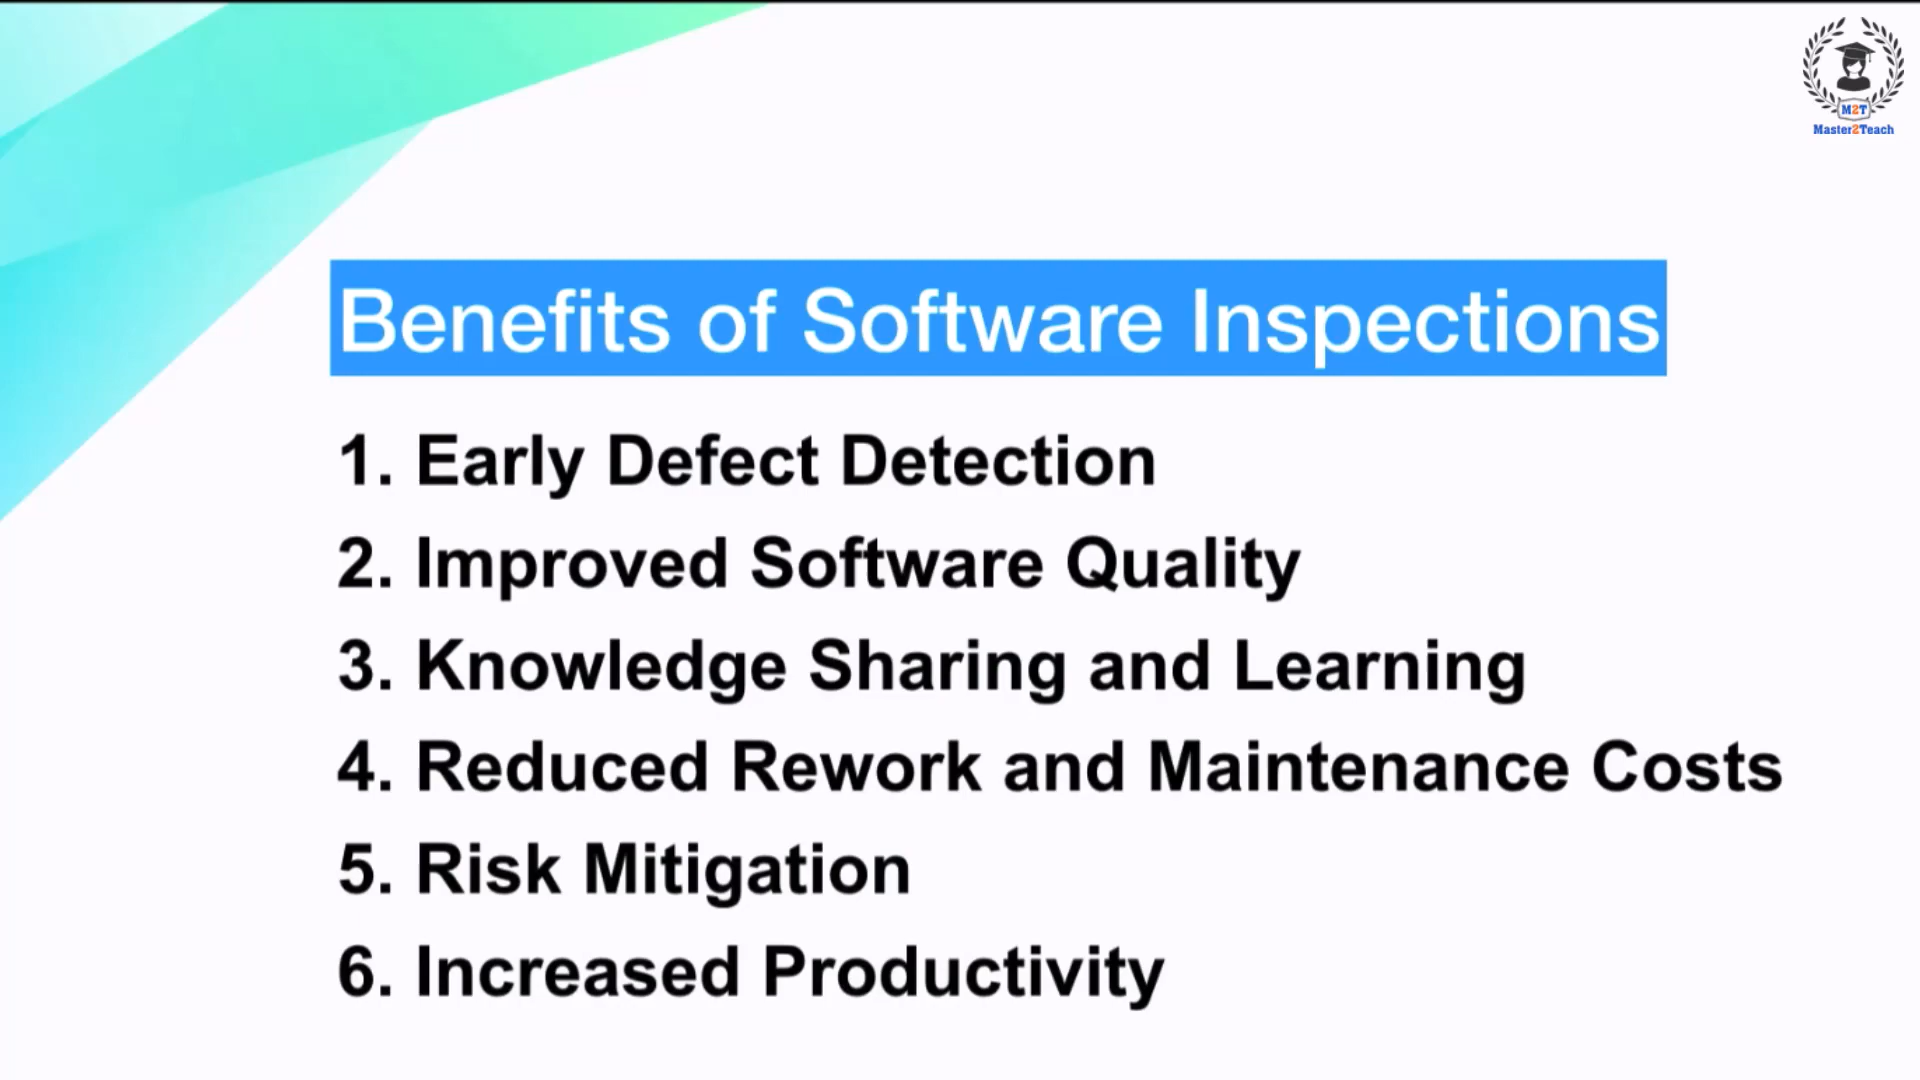 M2T
Master2Teach
Benefits of Software Inspections
1. Early Defect Detection
2. Improved Software Quality
3. Knowledge Sharing and Learning
4. Reduced Rework and Maintenance Costs
5. Risk Mitigation
6. Increased Productivity